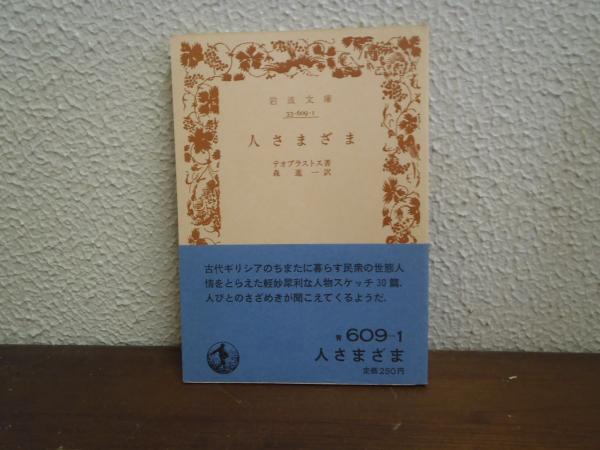 岩波文庫
33-609-1
人さまざま
テオプラストス著
森進一訳
古代ギリシアのちまたに暮らす民衆の世態人
情をとらえた軽妙犀利な人物スケッチ30篇.
人びとのさざめきが聞こえてくるようだ.
青 609-1
人さまざま
定価250円